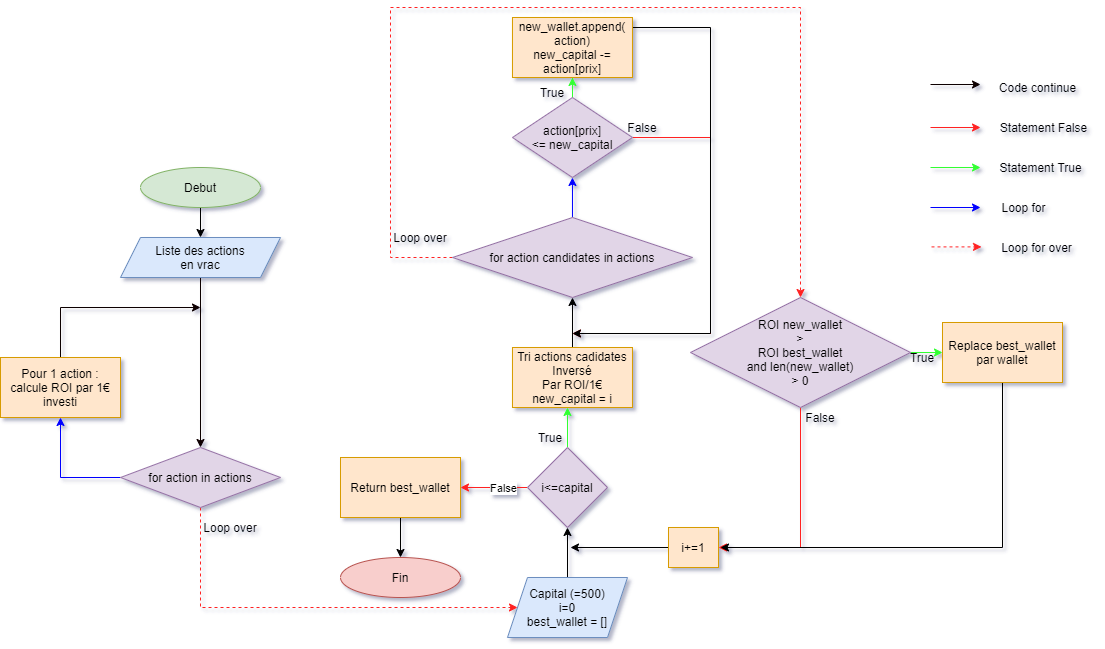 new_wallet.append(
action)
new_capital -=
action[prix]
True
action[prix]
<= new_capital
False
Loop over
for action candidates in actions
Code continue
Statement False
Statement True
Loop for
Loop for over
Debut
Liste des actions
en vrac
Pour 1 action :
calcule ROI par 1€
investi
for action in actions
Loop over
Tri actions cadidates
Inversé
Par ROI/1€
new_capital = i
True
i<=capital
False
Return best_wallet
Fin
Capital (=500)
i=0
best_wallet = []
ROI new_wallet
>
ROI best_wallet
and len(new_wallet)
> 0
True
Replace best_wallet
par wallet
False
i+=1